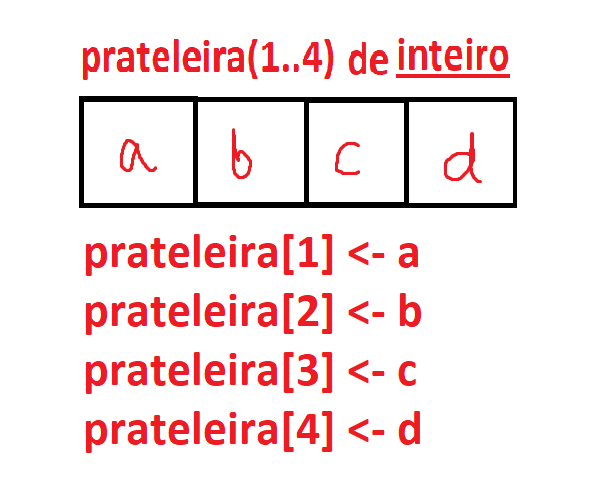 prateleira(1..4) de inteiro
a b c d
prateleira[1] <- a
prateleira[2] <- b
prateleira[3] <- c
prateleira[4] <- d